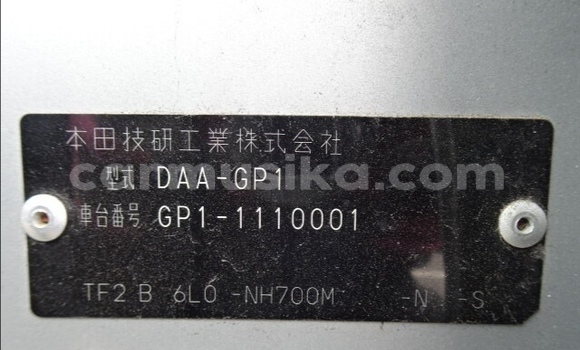 本田技研工業株式会社
型式 DAA-GP1
carmusika.com
車台番号 GP1-1110001
TF2 B 6L0 -NH700M -N -S